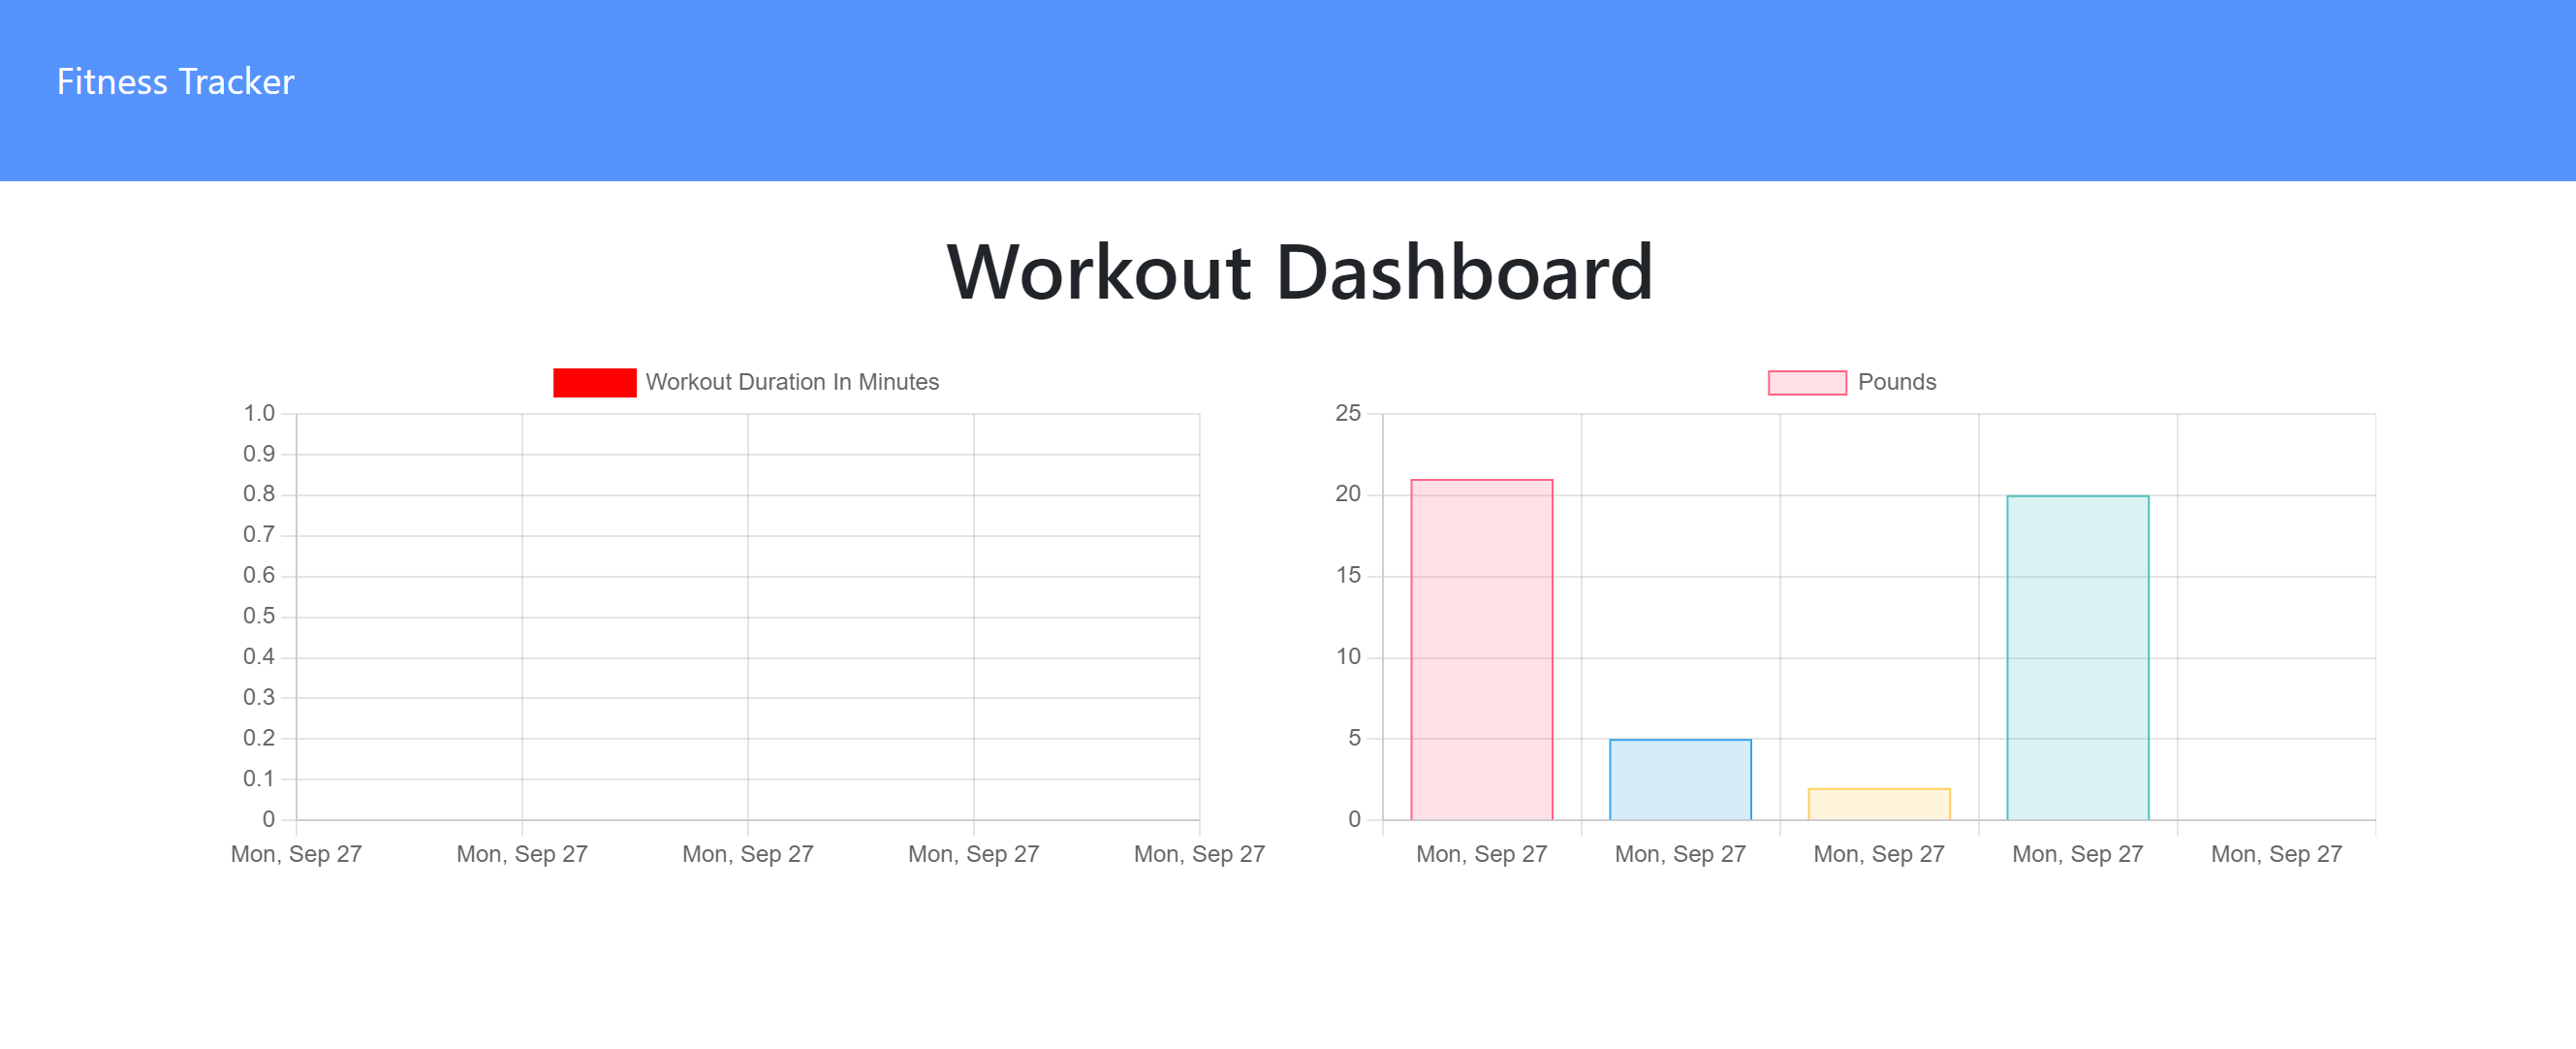 Fitness Tracker
Workout Dashboard
Workout Duration In Minutes
1.0
0.9
0.8
0.7
0.6
0.5
0.4
0.3
0.2
0.1
0
Mon, Sep 27 Mon, Sep 27 Mon, Sep 27 Mon, Sep 27 Mon, Sep 27
Pounds
25
20
15
10
5
0
Mon, Sep 27 Mon, Sep 27 Mon, Sep 27 Mon, Sep 27 Mon, Sep 27